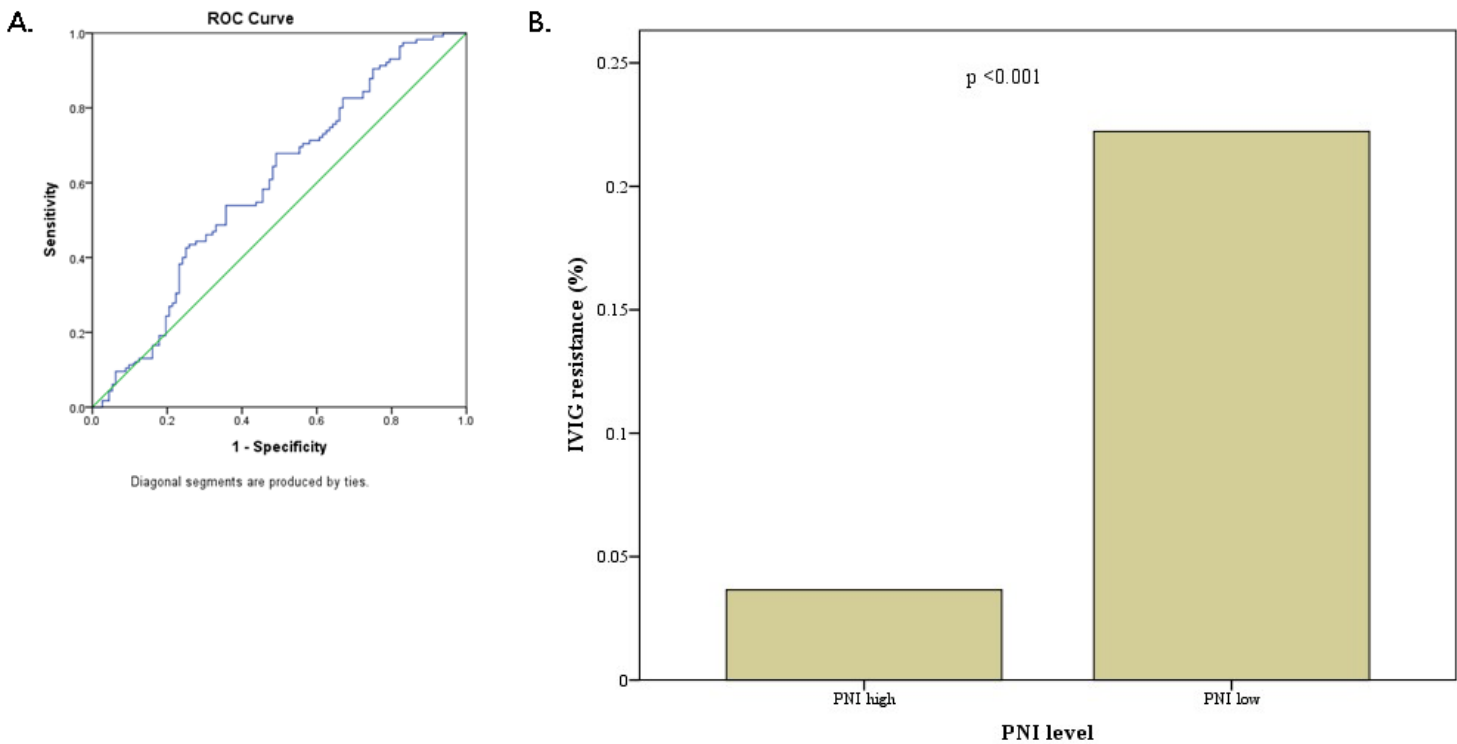 A.
ROC Curve
1.0
0.8
0.6
0.4
0.2
0.0
Sensitivity
0.0 0.2 0.4 0.6 0.8 1.0
1 - Specificity
Diagonal segments are produced by ties.
B.
p <0.001
0.25
0.2
0.15
0.1
0.05
0
IVIG resistance (%)
PNI high PNI low
PNI level